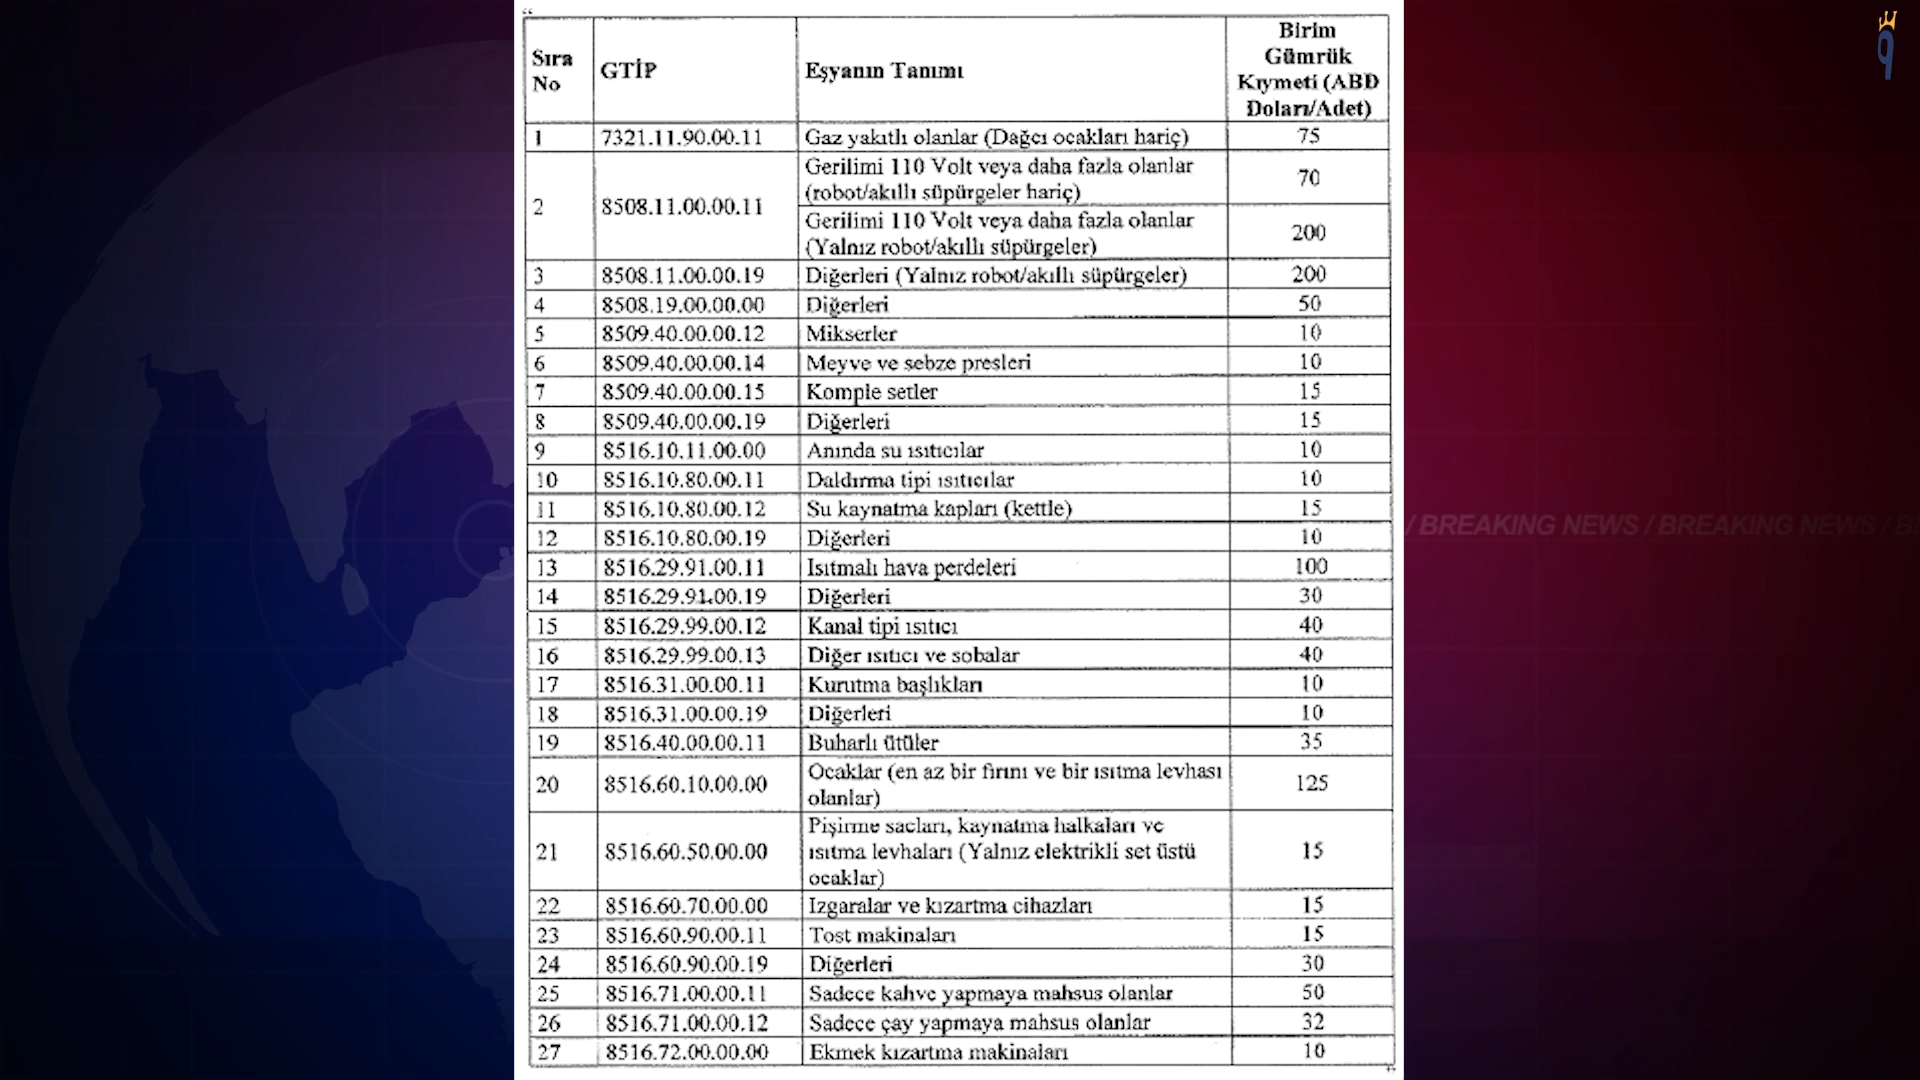 “
Sıra No
GTİP
Eşyanın Tanımı
Birim Gümrük Kıymeti (ABD Doları/Adet)
1 7321.11.90.00.11 Gaz yakıtlı olanlar (Dağcı ocakları hariç) 75
2 8508.11.00.00.11 Gerilimi 110 Volt veya daha fazla olanlar
(robot/akıllı süpürgeler hariç) 70
Gerilimi 110 Volt veya daha fazla olanlar
(Yalnız robot/akıllı süpürgeler) 200
3 8508.11.00.00.19 Diğerleri (Yalnız robot/akıllı süpürgeler) 200
4 8508.19.00.00.00 Diğerleri 50
5 8509.40.00.00.12 Mikserler 10
6 8509.40.00.00.14 Meyve ve sebze presleri 10
7 8509.40.00.00.15 Komple setler 15
8 8509.40.00.00.19 Diğerleri 15
9 8516.10.11.00.00 Anında su ısıtıcılar 10
10 8516.10.80.00.11 Daldırma tipi ısıtıcılar 10
11 8516.10.80.00.12 Su kaynatma kapları (kettle) 15
12 8516.10.80.00.19 Diğerleri 10
13 8516.29.91.00.11 Isıtmalı hava perdeleri 100
14 8516.29.91.00.19 Diğerleri 30
15 8516.29.99.00.12 Kanal tipi ısıtıcı 40
16 8516.29.99.00.13 Diğer ısıtıcı ve sobalar 40
17 8516.31.00.00.11 Kurutma başlıkları 10
18 8516.31.00.00.19 Diğerleri 10
19 8516.40.00.00.11 Buharlı ütüler 35
20 8516.60.10.00.00 Ocaklar (en az bir fırını ve bir ısıtma levhası
olanlar) 125
21 8516.60.50.00.00 Pişirme sacları, kaynatma halkaları ve
ısıtma levhaları (Yalnız elektrikli set üstü
ocaklar) 15
22 8516.60.70.00.00 Izgaralar ve kızartma cihazları 15
23 8516.60.90.00.11 Tost makinaları 15
24 8516.60.90.00.19 Diğerleri 30
25 8516.71.00.00.11 Sadece kahve yapmaya mahsus olanlar 50
26 8516.71.00.00.12 Sadece çay yapmaya mahsus olanlar 32
27 8516.72.00.00.00 Ekmek kızartma makinaları 10
”
/ BREAKING NEWS / BREAKING NEWS /
9